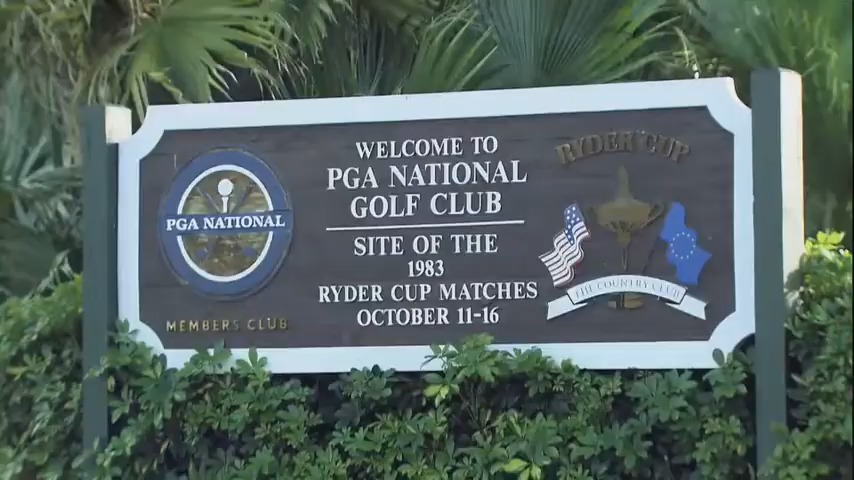 WELCOME TO
PGA NATIONAL
GOLF CLUB
SITE OF THE
1983
RYDER CUP MATCHES
OCTOBER 11-16
PGA NATIONAL
MEMBERS CLUB
RYDER CUP
THE COUNTRY CLUB